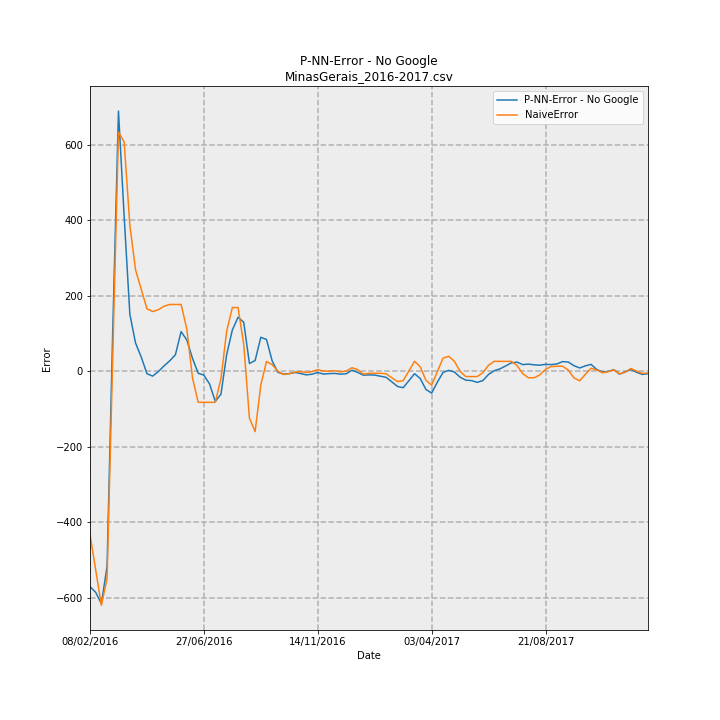 P-NN-Error - No Google
MinasGerais_2016-2017.csv
P-NN-Error - No Google
NaiveError
600
400
200
0
−200
−400
−600
Error
08/02/2016
27/06/2016
14/11/2016
03/04/2017
21/08/2017
Date